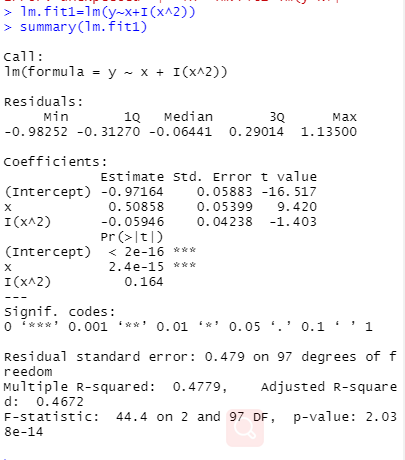 > lm.fit1=lm(y~x+I(x^2))
> summary(lm.fit1)
Call:
lm(formula = y ~ x + I(x^2))
Residuals:
     Min       1Q   Median       3Q      Max
-0.98252 -0.31270 -0.06441  0.29014  1.13500
Coefficients:
            Estimate Std. Error t value
(Intercept) -0.97164    0.05883 -16.517
x            0.50858    0.05399   9.420
I(x^2)      -0.05946    0.04238  -1.403
            Pr(>|t|)
(Intercept)  < 2e-16 ***
x            2.4e-15 ***
I(x^2)         0.164
---
Signif. codes:
0 ‘***’ 0.001 ‘**’ 0.01 ‘*’ 0.05 ‘.’ 0.1 ‘ ’ 1
Residual standard error: 0.479 on 97 degrees of f
reedom
Multiple R-squared:  0.4779,    Adjusted R-square
d:  0.4672
F-statistic:  44.4 on 2 and 97 DF,  p-value: 2.03
8e-14